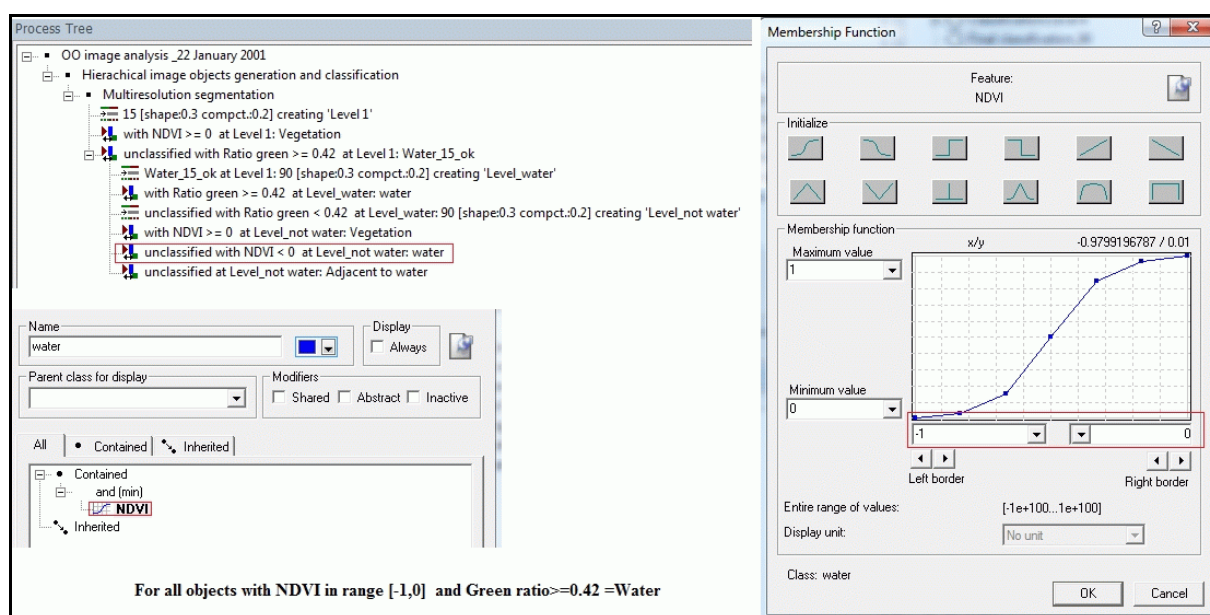 Process Tree
OO image analysis _22 January 2001
Hierachical image objects generation and classification
Multiresolution segmentation
15 [shape:0.3 compct.:0.2] creating 'Level 1'
with NDVI >= 0 at Level 1: Vegetation
unclassified with Ratio green >= 0.42 at Level 1: Water_15_ok
Water_15_ok at Level 1: 90 [shape:0.3 compct.:0.2] creating 'Level_water'
with Ratio green >= 0.42 at Level_water: water
unclassified with Ratio green < 0.42 at Level_water: 90 [shape:0.3 compct.:0.2] creating 'Level_not water'
with NDVI >= 0 at Level_not water: Vegetation
unclassified with NDVI < 0 at Level_not water: water
unclassified at Level_not water: Adjacent to water
Name
water
Display
Always
Parent class for display
Modifiers
Shared Abstract Inactive
All Contained Inherited
Contained
and (min)
NDVI
Inherited
For all objects with NDVI in range [-1,0] and Green ratio>=0.42 =Water
Membership Function
Feature:
NDVI
Initialize
Membership function
Maximum value
1
x/y
-0.9799196787 / 0.01
Minimum value
0
-1
0
Left border
Right border
Entire range of values:
[-1e+100...1e+100]
Display unit:
No unit
Class: water
OK
Cancel